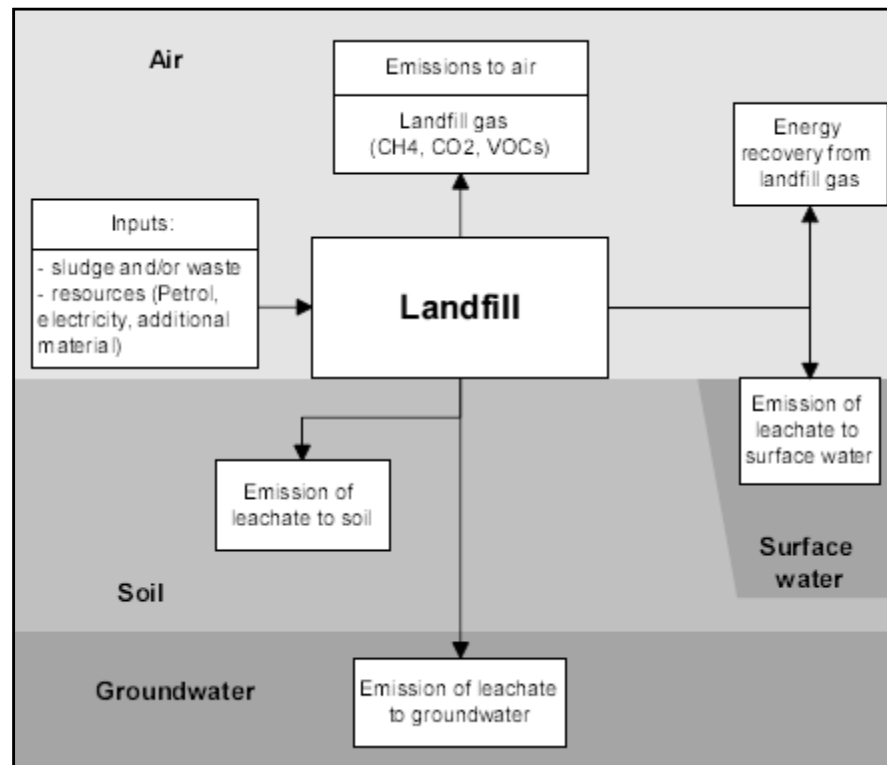 Air
Emissions to air
Landfill gas
(CH4, CO2, VOCs)
Energy
recovery from
landfill gas
Inputs:
- sludge and/or waste
- resources (Petrol,
electricity, additional
material)
Landfill
Emission of
leachate to
surface water
Emission of
leachate to soil
Surface
water
Soil
Groundwater
Emission of leachate
to groundwater